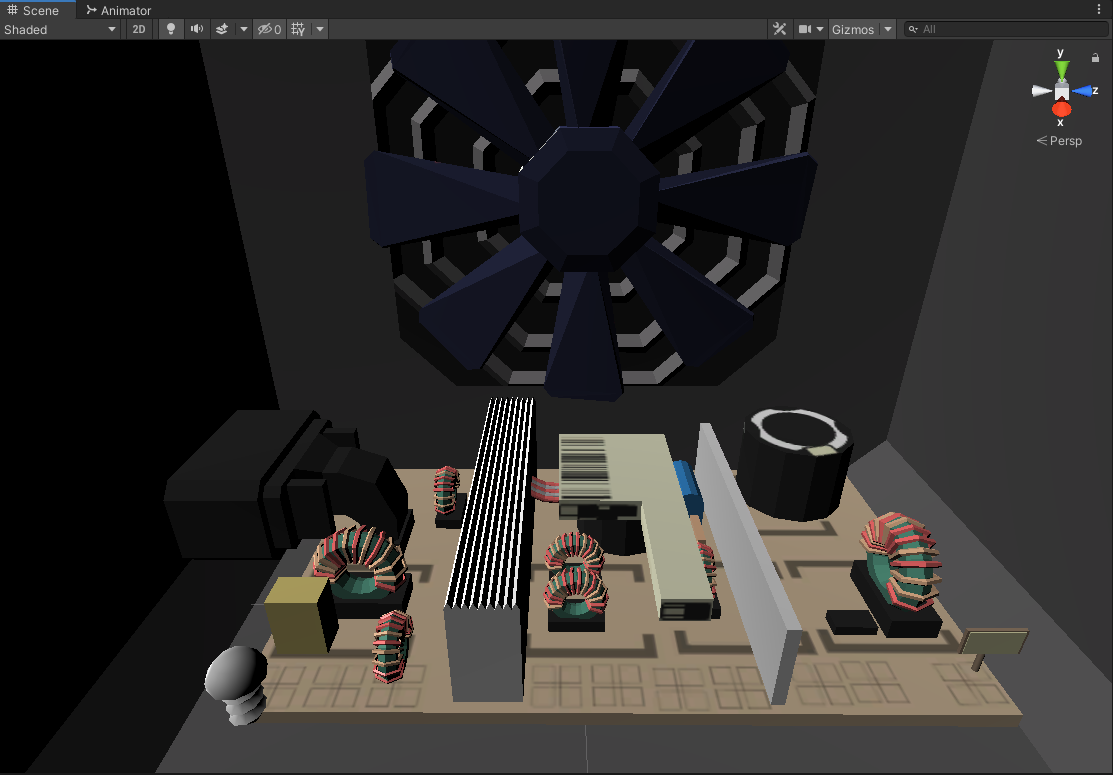 Scene
Animator
Shaded
2D
0
Gizmos
All
y
z
x
Persp